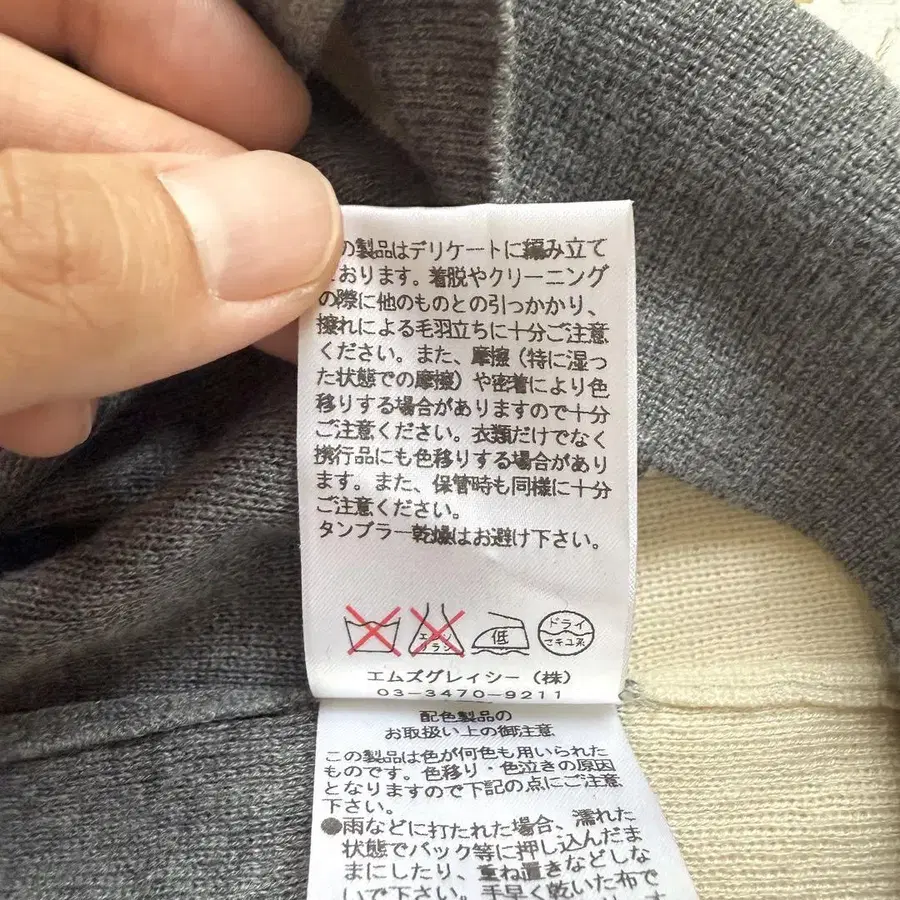 の製品はデリケートに編み立て
おります。着脱やクリーニング
の際に他のものとの引っかかり、
擦れによる毛羽立ちに十分ご注意
ください。また、摩擦（特に湿っ
た状態での摩擦）や密着により色
移りする場合がありますので十分
ご注意ください。衣類だけでなく
携行品にも色移りする場合があり
ます。また、保管時も同様に十分
ご注意ください。
タンブラー乾燥はお避け下さい。
エンソ
サラシ
低
ドライ
セキユ系
エムズグレイシー（株）
03-3470-9211
配色製品の
お取扱い上の御注意
この製品は色が何色も用いられた
ものです。色移り・色泣きの原因
となりますので下記の点にご注意
下さい。
●雨などに打たれた場合、濡れた
状態でバック等に押し込んだま
まにしたり、重ね置きなどしな
いで下さい。手早く乾いた布で